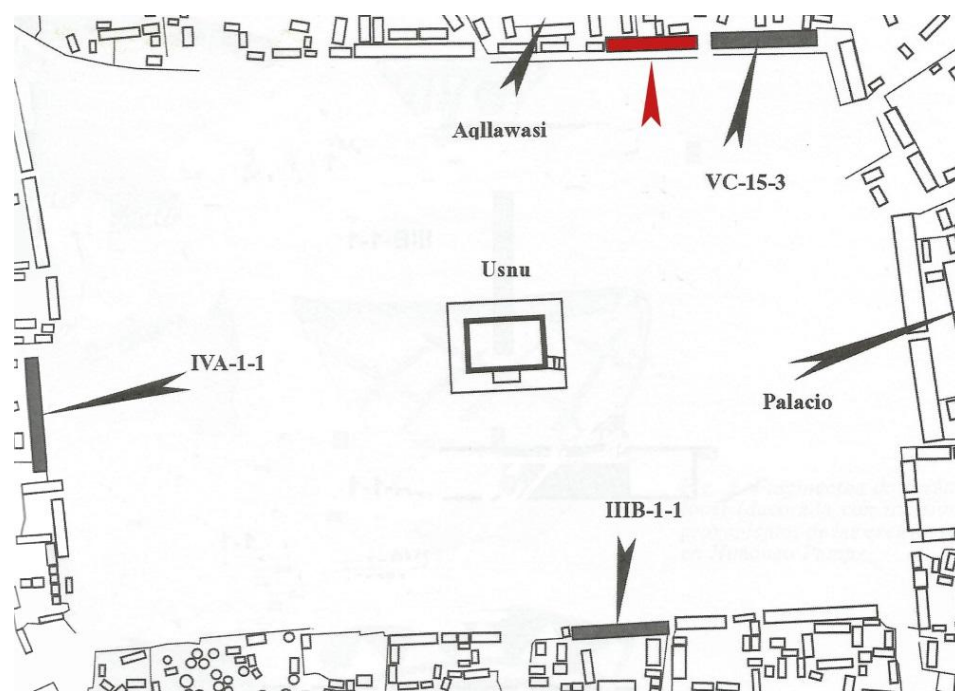 Aqllawasi
VC-15-3
Usnu
IVA-1-1
Palacio
IIIB-1-1